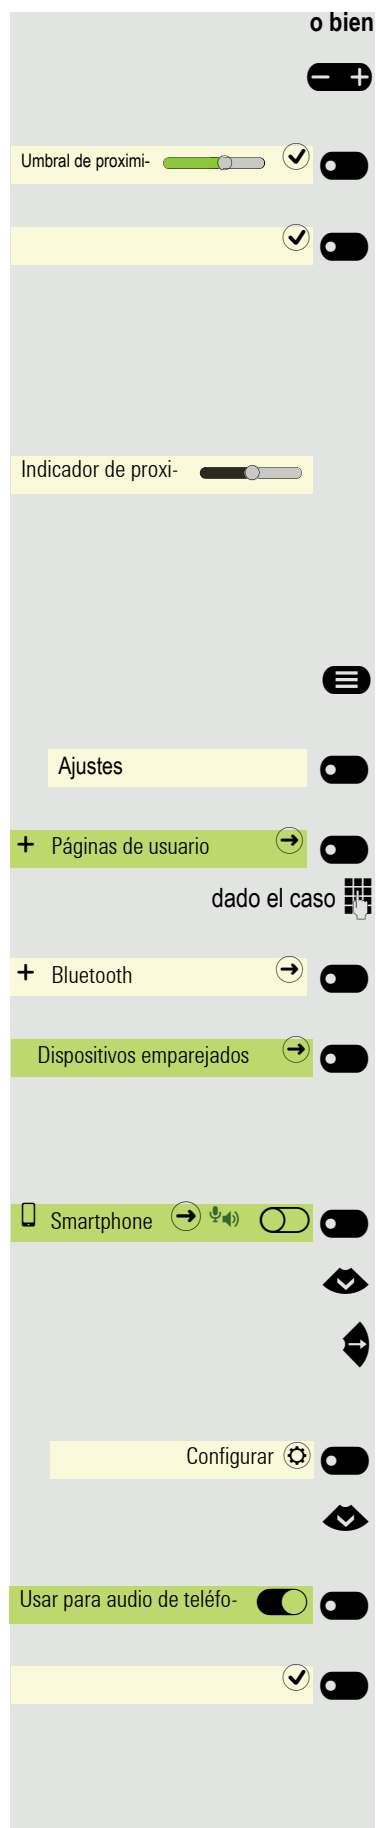 o bien
Umbral de proximi-
Indicador de proxi-
Ajustes
+ Páginas de usuario
dado el caso
+ Bluetooth
Dispositivos emparejados
Smartphone
Configurar
Usar para audio de teléfo-